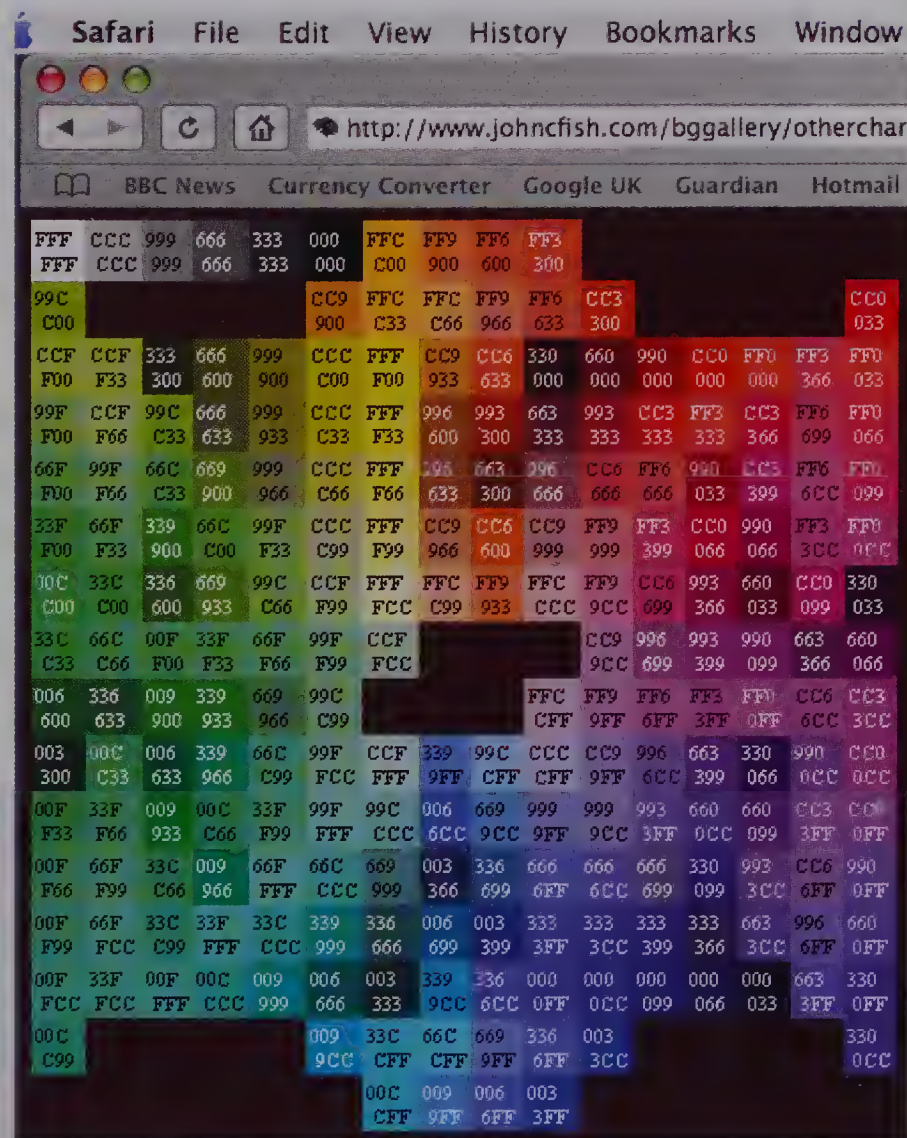 Safari File Edit View History Bookmarks Window
http://www.johncfish.com/bggallery/otherchar
BBC News Currency Converter Google UK Guardian Hotmail
FFF CCC 999 666 333 000 FFC FF9 FF6 FF3
FFF CCC 999 666 333 000 C00 900 600 300
99C CC9 FFC FFC FF9 FF6 CC3 CC0
C00 900 C33 C66 966 633 300 033
CCF CCF 333 666 999 CCC FFF CC9 CC6 330 660 990 CC0 FF0 FF3 FF0
F00 F33 300 600 900 C00 F00 933 633 000 000 000 000 000 366 033
99F CCF 99C 666 999 CCC FFF 996 993 663 993 CC3 FF3 CC3 FF6 FF0
F00 F66 C33 633 933 C33 F33 600 300 333 333 333 333 366 699 066
66F 99F 66C 669 999 CCC FFF 996 663 996 CC6 FF6 990 CC3 FF6 FF0
F00 F66 C33 900 966 C66 F66 633 300 666 666 666 033 399 6CC 099
33F 66F 339 66C 99F CCC FFF CC9 CC6 CC9 FF9 FF3 CC0 990 FF3 FF0
F00 F33 900 C00 F33 C99 F99 966 600 999 999 399 066 066 3CC 0CC
00C 33C 336 669 99C CCF FFF FFC FF9 FFC FF9 CC6 993 660 CC0 330
C00 C00 600 933 C66 F99 FCC C99 933 CCC 9CC 699 366 033 099 033
33C 66C 00F 33F 66F 99F CCF CC9 996 993 990 663 660
C33 C66 F00 F33 F66 F99 FCC 9CC 699 399 099 366 066
006 336 009 339 669 99C FFC FF9 FF6 FF3 FF0 CC6 CC3
600 633 900 933 966 C99 CFF 9FF 6FF 3FF 0FF 6CC 3CC
003 00C 006 339 66C 99F CCF 339 99C CCC CC9 996 663 330 990 CC0
300 C33 633 966 C99 FCC FFF 9FF CFF CFF 9FF 6CC 399 066 0CC 0CC
00F 33F 009 00C 33F 99F 99C 006 669 999 999 993 660 660 CC3 CC0
F33 F66 933 C66 F99 FFF CCC 6CC 9CC 9FF 9CC 3FF 0CC 099 3FF 0FF
00F 66F 33C 009 66F 66C 669 003 336 666 666 666 330 993 CC6 990
F66 F99 C66 966 FFF CCC 999 366 699 6FF 6CC 699 099 3CC 6FF 0FF
00F 66F 33C 33F 33C 339 336 006 003 333 333 333 333 663 996 660
F99 FCC C99 FFF CCC 999 666 699 399 3FF 3CC 399 366 3CC 6FF 0FF
00F 33F 00F 00C 009 006 003 339 336 000 000 000 000 000 663 330
FCC FCC FFF CCC 999 666 333 9CC 6CC 0FF 0CC 099 066 033 3FF 0FF
00C 009 33C 66C 669 336 003 330
C99 9CC CFF CFF 9FF 6FF 3CC 0CC
00C 009 006 003
CFF 9FF 6FF 3FF